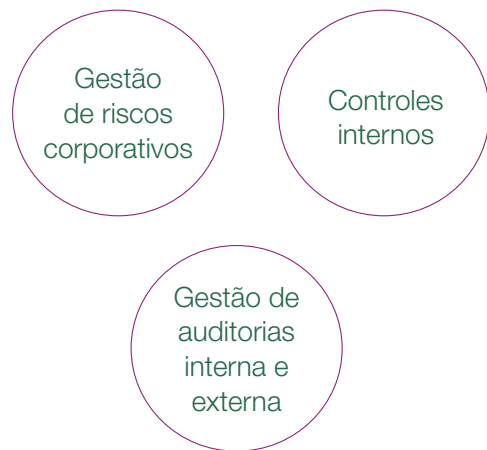 Gestão
de riscos
corporativos
Controles
internos
Gestão de
auditorias
interna e
externa